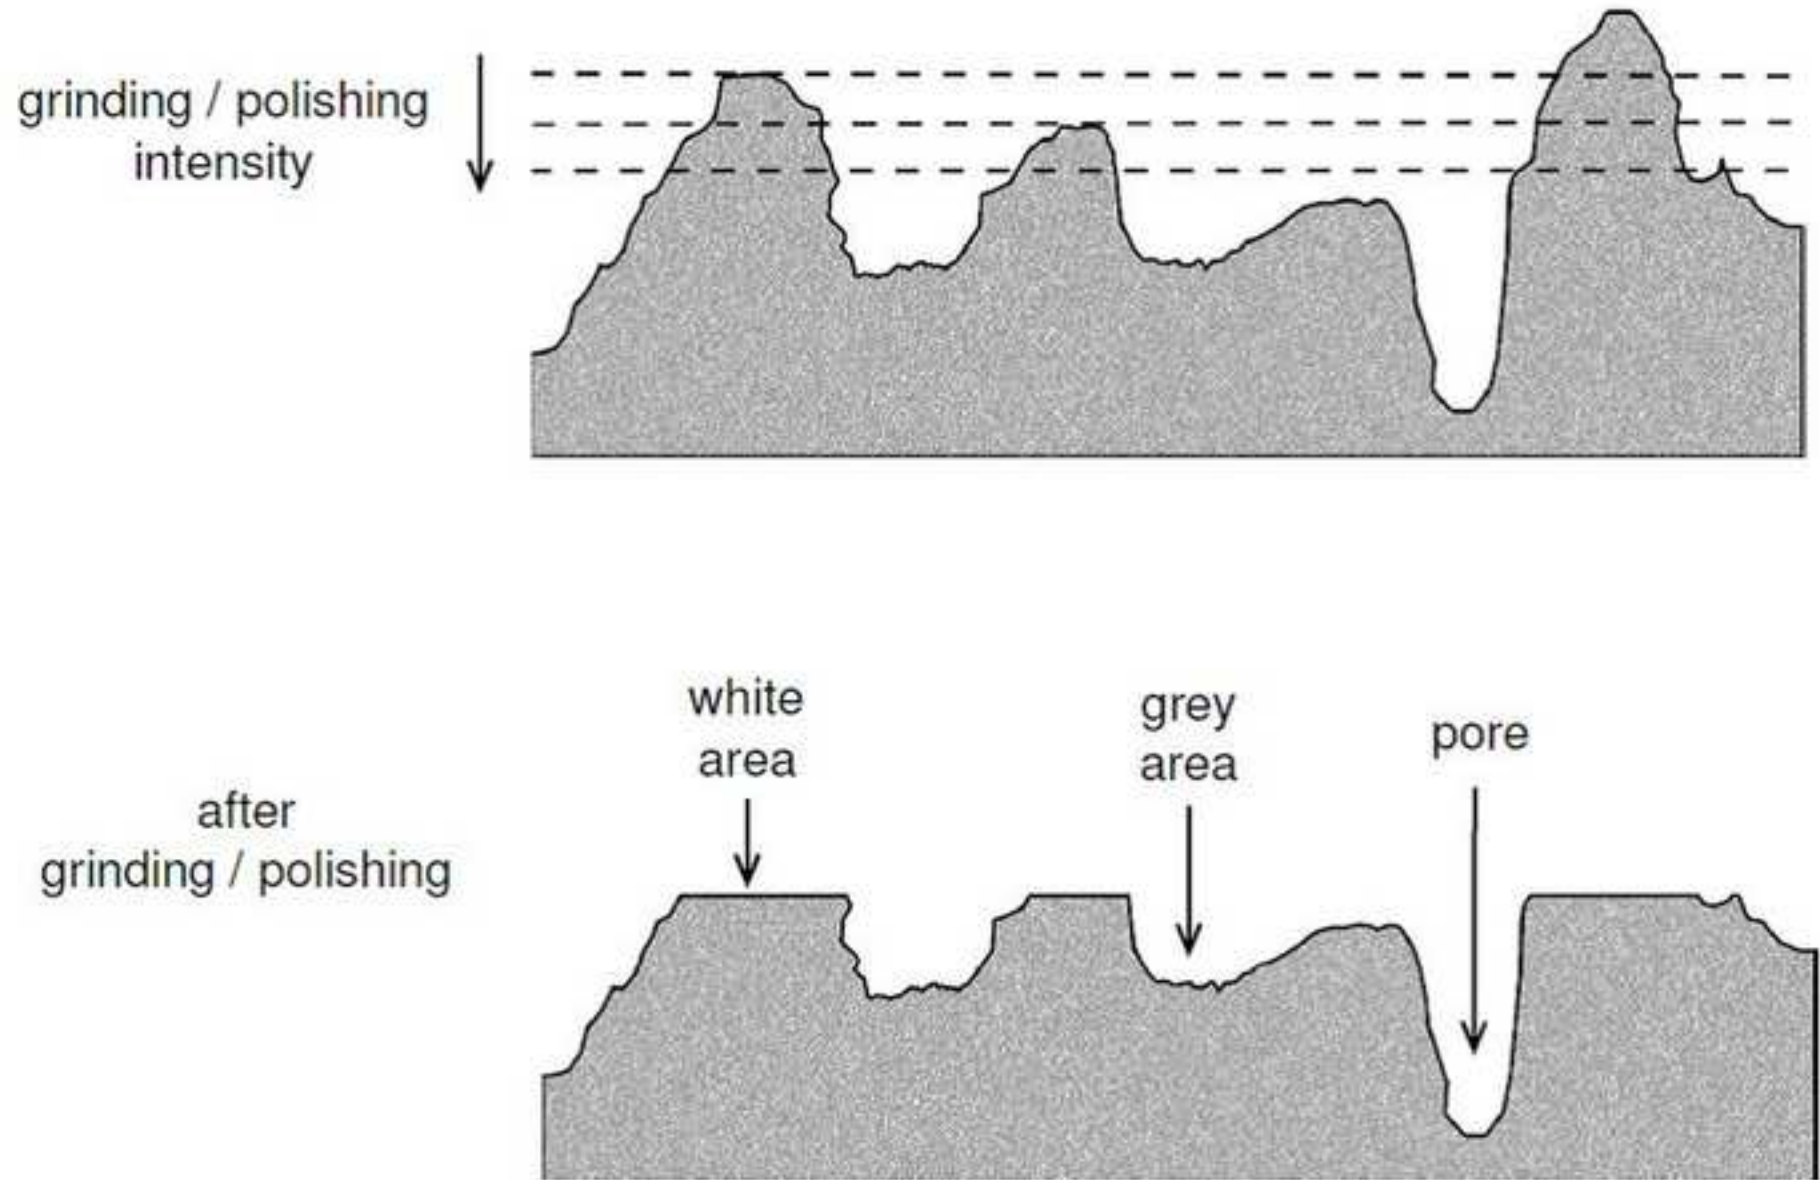 grinding / polishing
intensity
white
area
grey
area
pore
after
grinding / polishing